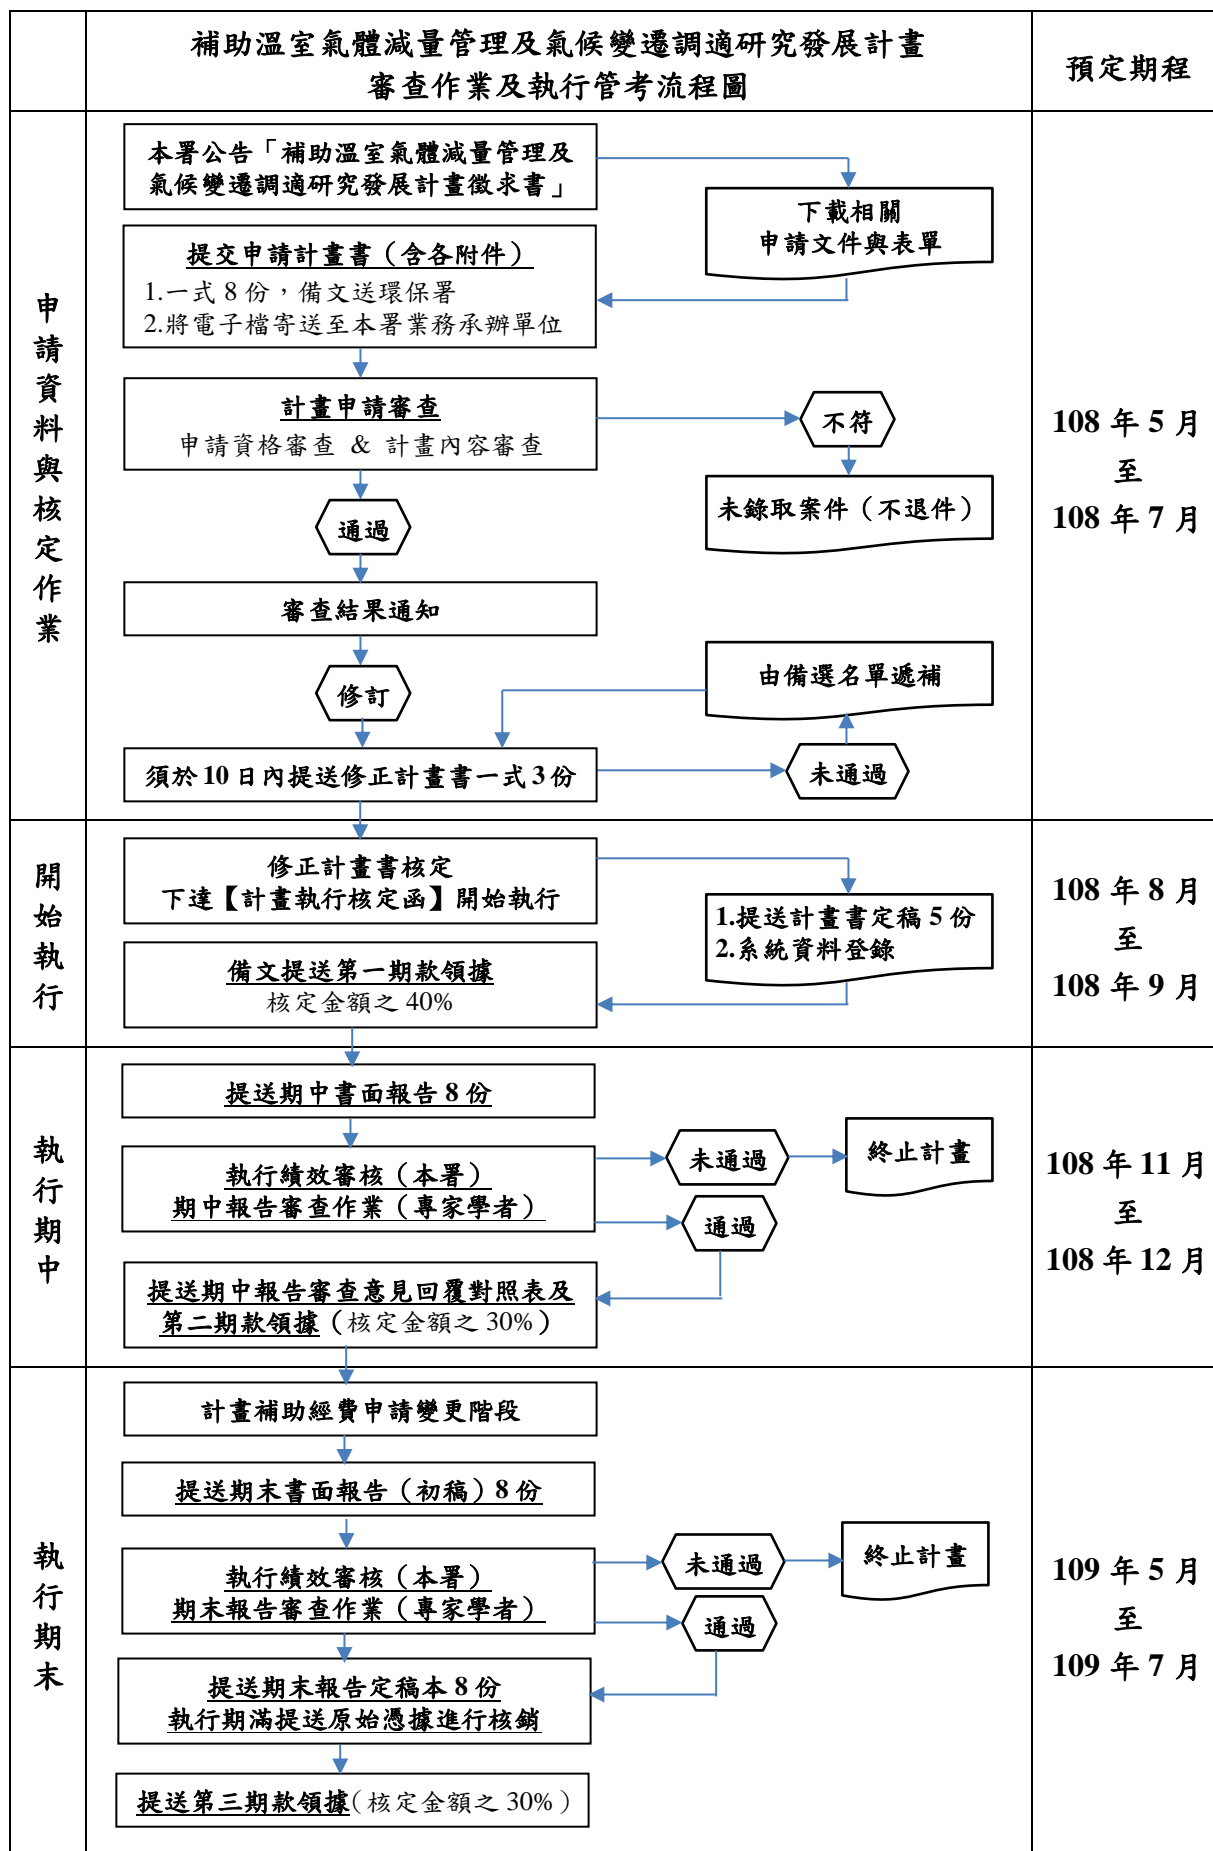 補助溫室氣體減量管理及氣候變遷調適研究發展計畫
審查作業及執行管考流程圖
預定期程
申請資料與核定作業
本署公告「補助溫室氣體減量管理及
氣候變遷調適研究發展計畫徵求書」
下載相關
申請文件與表單
提交申請計畫書（含各附件）
1.一式 8 份，備文送環保署
2.將電子檔寄送至本署業務承辦單位
計畫申請審查
申請資格審查 & 計畫內容審查
不符
未錄取案件（不退件）
通過
審查結果通知
修訂
由備選名單遞補
須於 10 日內提送修正計畫書一式 3 份
未通過
108 年 5 月
至
108 年 7 月
開始執行
修正計畫書核定
下達【計畫執行核定函】開始執行
1.提送計畫書定稿 5 份
2.系統資料登錄
備文提送第一期款領據
核定金額之 40%
108 年 8 月
至
108 年 9 月
執行期中
提送期中書面報告 8 份
執行績效審核（本署）
期中報告審查作業（專家學者）
未通過
終止計畫
通過
提送期中報告審查意見回覆對照表及
第二期款領據（核定金額之 30%）
108 年 11 月
至
108 年 12 月
執行期末
計畫補助經費申請變更階段
提送期末書面報告（初稿）8 份
執行績效審核（本署）
期末報告審查作業（專家學者）
未通過
終止計畫
通過
提送期末報告定稿本 8 份
執行期滿提送原始憑據進行核銷
提送第三期款領據（核定金額之 30%）
109 年 5 月
至
109 年 7 月